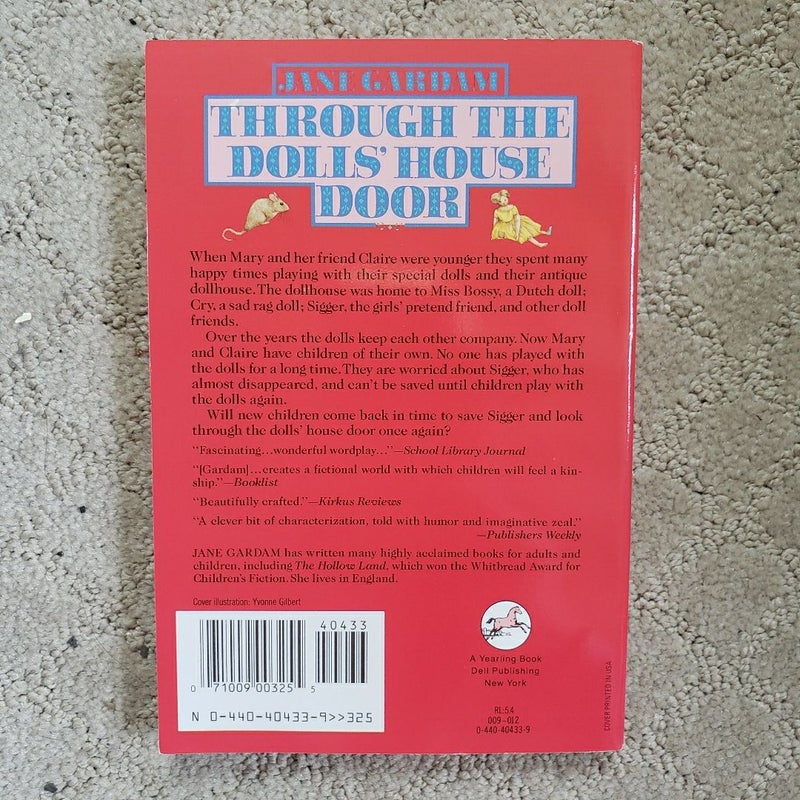 JANE GARDAM
THROUGH THE
DOLLS' HOUSE
DOOR
When Mary and her friend Claire were younger they spent many
happy times playing with their special dolls and their antique
dollhouse. The dollhouse was home to Miss Bossy, a Dutch doll;
Cry, a sad rag doll; Sigger, the girls' pretend friend, and other doll
friends.
Over the years the dolls keep each other company. Now Mary
and Claire have children of their own. No one has played with
the dolls for a long time. They are worried about Sigger, who has
almost disappeared, and can't be saved until children play with
the dolls again.
Will new children come back in time to save Sigger and look
through the dolls' house door once again?
"Fascinating...wonderful wordplay..."—School Library Journal
"[Gardam]...creates a fictional world with which children will feel a kin-
ship."—Booklist
"Beautifully crafted."—Kirkus Reviews
"A clever bit of characterization, told with humor and imaginative zeal."
—Publishers Weekly
JANE GARDAM has written many highly acclaimed books for adults and
children, including The Hollow Land, which won the Whitbread Award for
Children's Fiction. She lives in England.
Cover illustration: Yvonne Gilbert
40433
0 71009 00325 5
N 0-440-40433-9>>325
A Yearling Book
Dell Publishing
New York
RL: 5.4
009-012
0-440-40433-9
COVER PRINTED IN USA